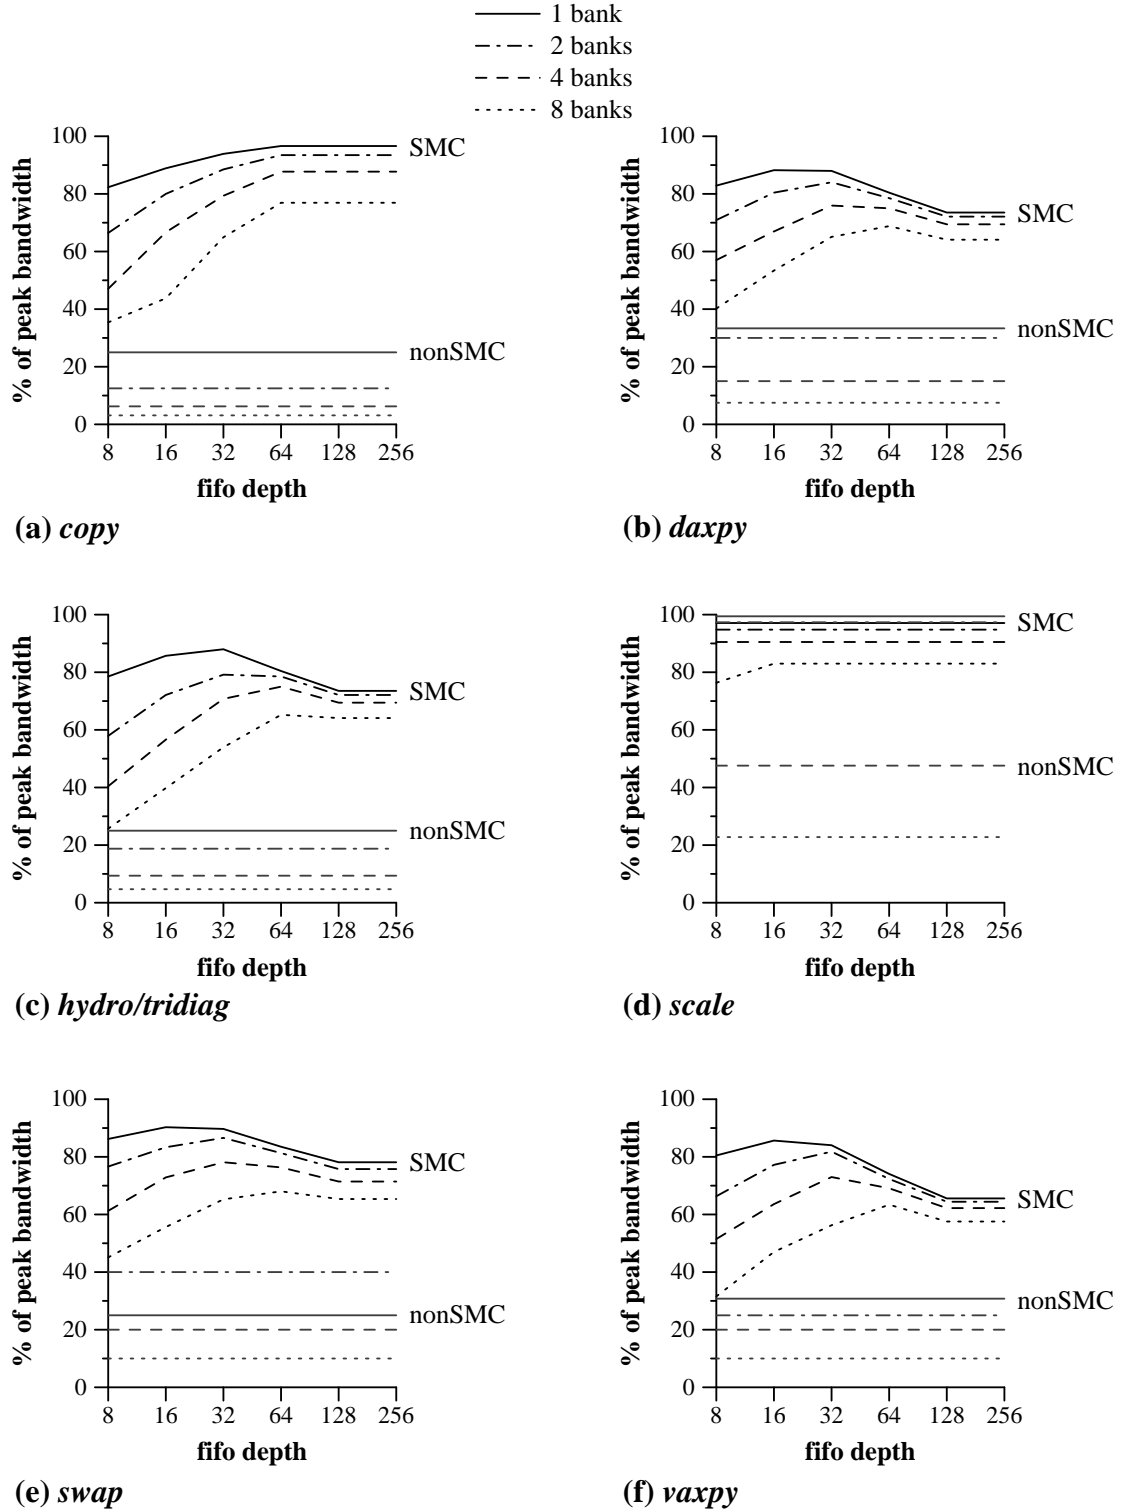 1 bank
2 banks
4 banks
8 banks
100
80
60
40
20
0
% of peak bandwidth
SMC
nonSMC
8 16 32 64 128 256
fifo depth
(a) copy
100
80
60
40
20
0
% of peak bandwidth
SMC
nonSMC
8 16 32 64 128 256
fifo depth
(b) daxpy
100
80
60
40
20
0
% of peak bandwidth
SMC
nonSMC
8 16 32 64 128 256
fifo depth
(c) hydro/tridiag
100
80
60
40
20
0
% of peak bandwidth
SMC
nonSMC
8 16 32 64 128 256
fifo depth
(d) scale
100
80
60
40
20
0
% of peak bandwidth
SMC
nonSMC
8 16 32 64 128 256
fifo depth
(e) swap
100
80
60
40
20
0
% of peak bandwidth
SMC
nonSMC
8 16 32 64 128 256
fifo depth
(f) vaxpy